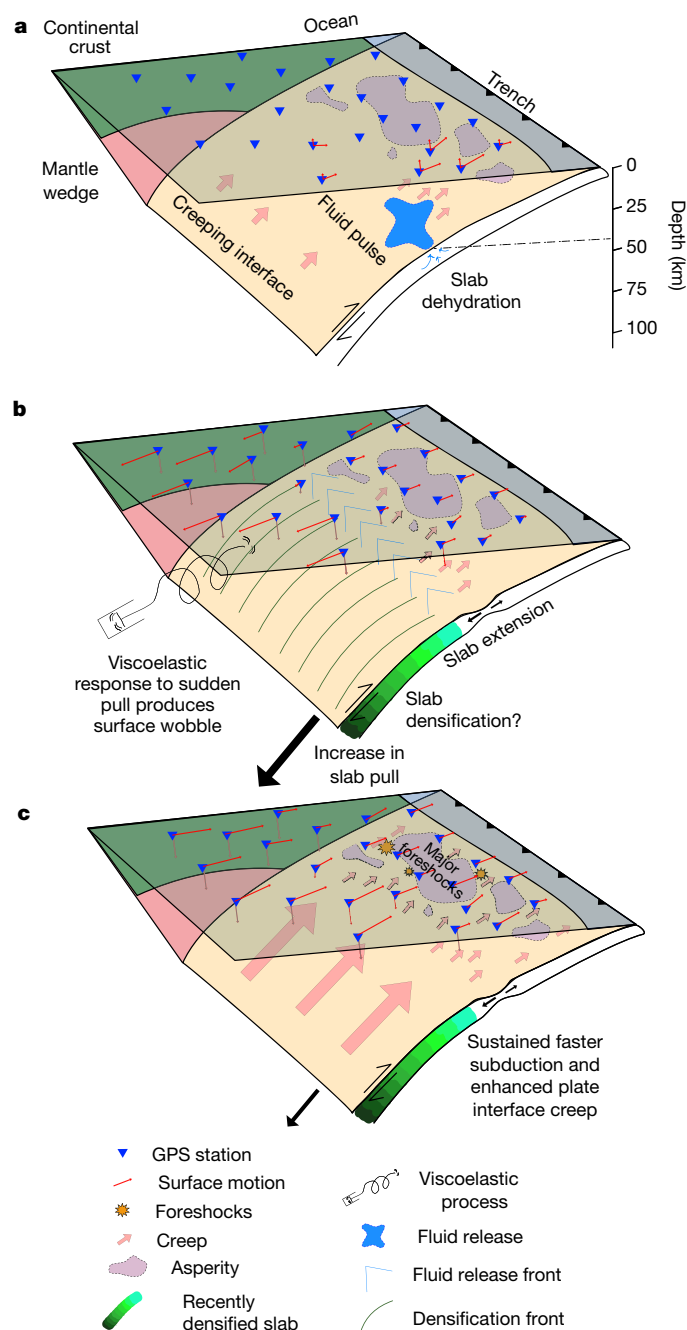 a
Continental
crust
Ocean
Trench
Mantle
wedge
Creeping interface
Fluid pulse
Slab
dehydration
0
25
50
75
100
Depth (km)
b
Viscoelastic
response to sudden
pull produces
surface wobble
Slab extension
Slab
densification?
Increase in
slab pull
c
Major
foreshocks
Sustained faster
subduction and
enhanced plate
interface creep
GPS station
Surface motion
Foreshocks
Creep
Asperity
Recently
densified slab
Viscoelastic
process
Fluid release
Fluid release front
Densification front